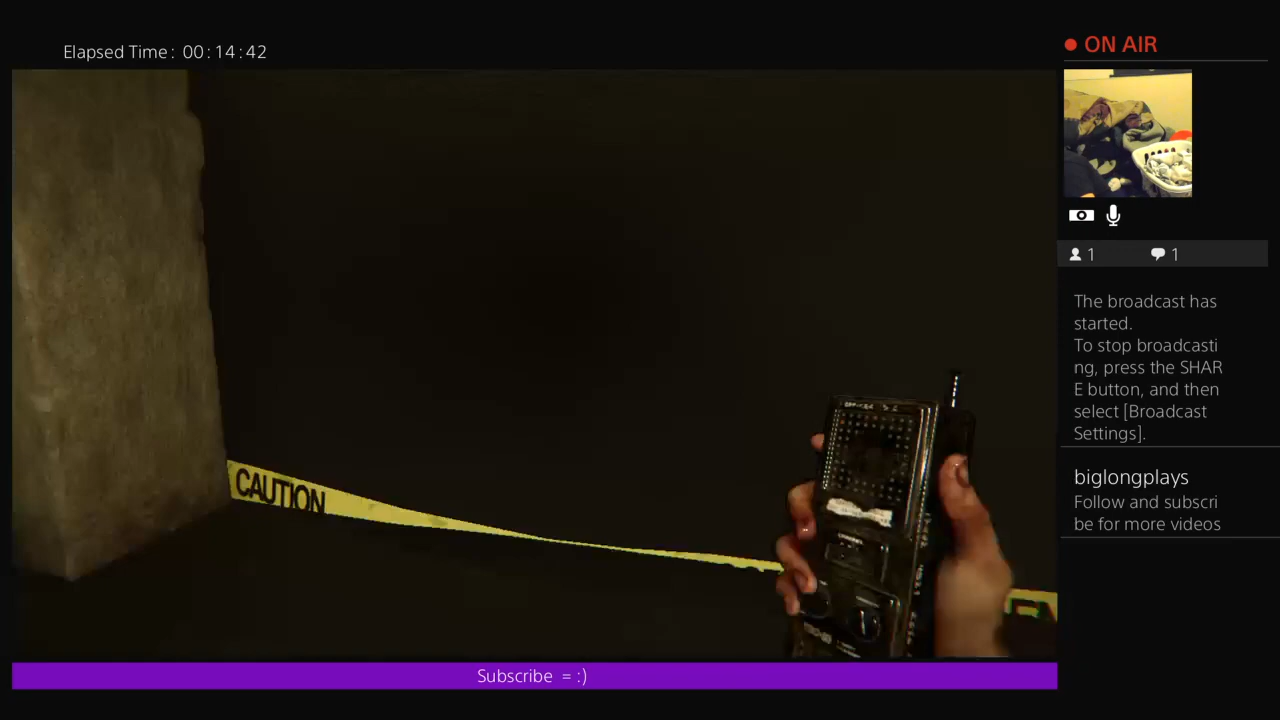 Elapsed Time: 00:14:42
ON AIR
1
1
The broadcast has
started.
To stop broadcasti
ng, press the SHAR
E button, and then
select [Broadcast
Settings].
biglongplays
Follow and subscri
be for more videos
CAUTION
Subscribe = :)